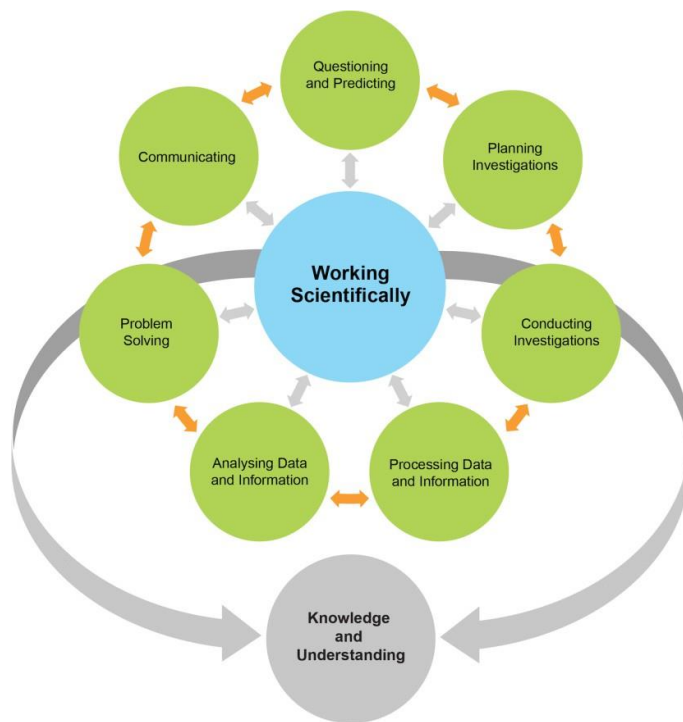 Questioning
and Predicting
Planning
Investigations
Communicating
Working
Scientifically
Problem
Solving
Conducting
Investigations
Analysing Data
and Information
Processing Data
and Information
Knowledge
and
Understanding